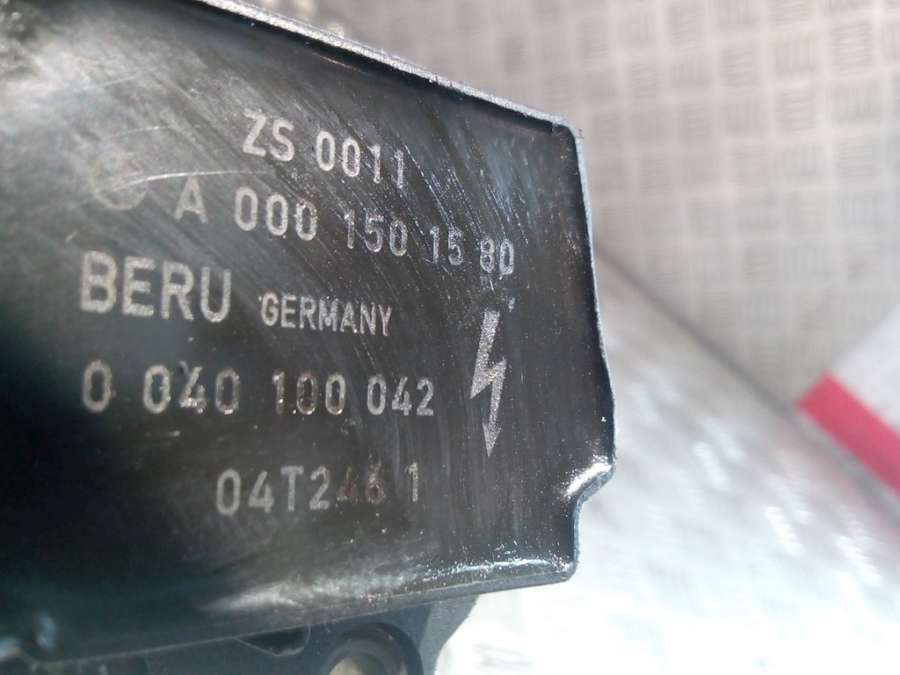 ZS 0011
A 000 150 15 80
BERU GERMANY
0 040 100 042
04T246 1